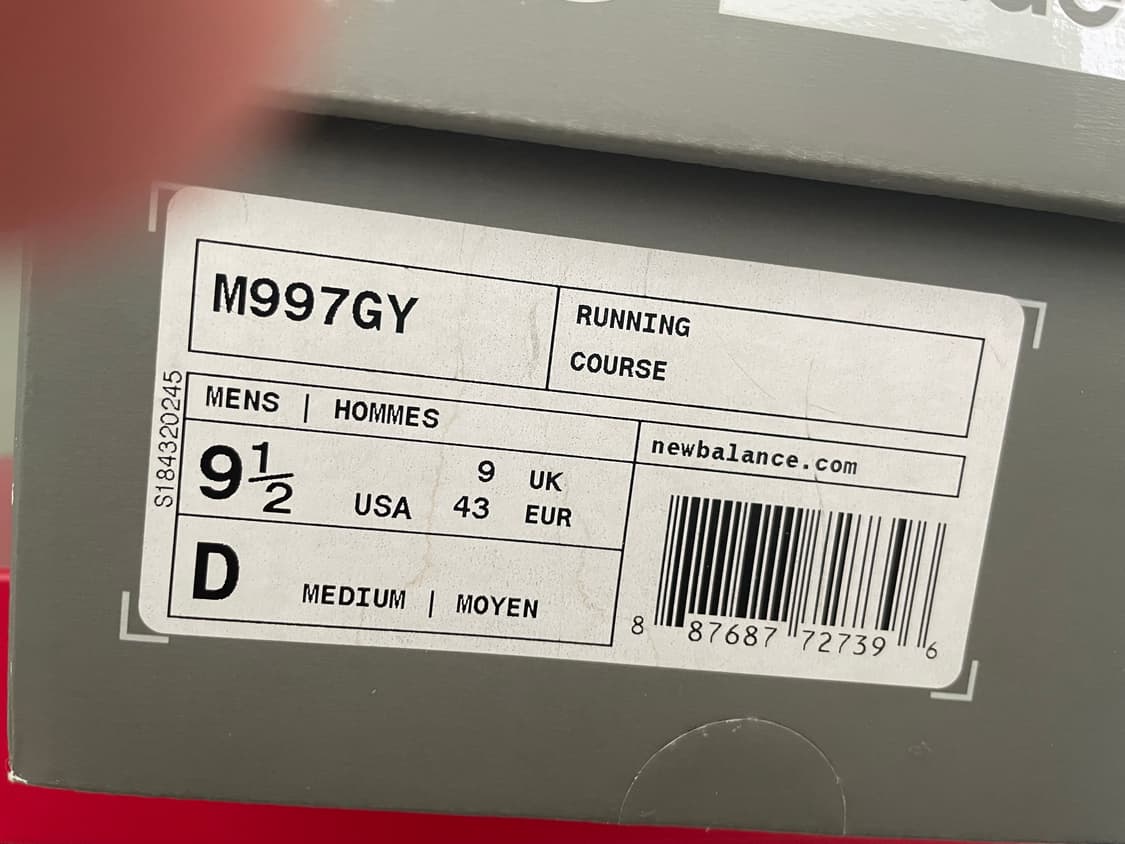 M997GY
RUNNING
COURSE
MENS | HOMMES
9½ USA
9 UK
43 EUR
D MEDIUM | MOYEN
newbalance.com
8 87687 72739 6
S184320245